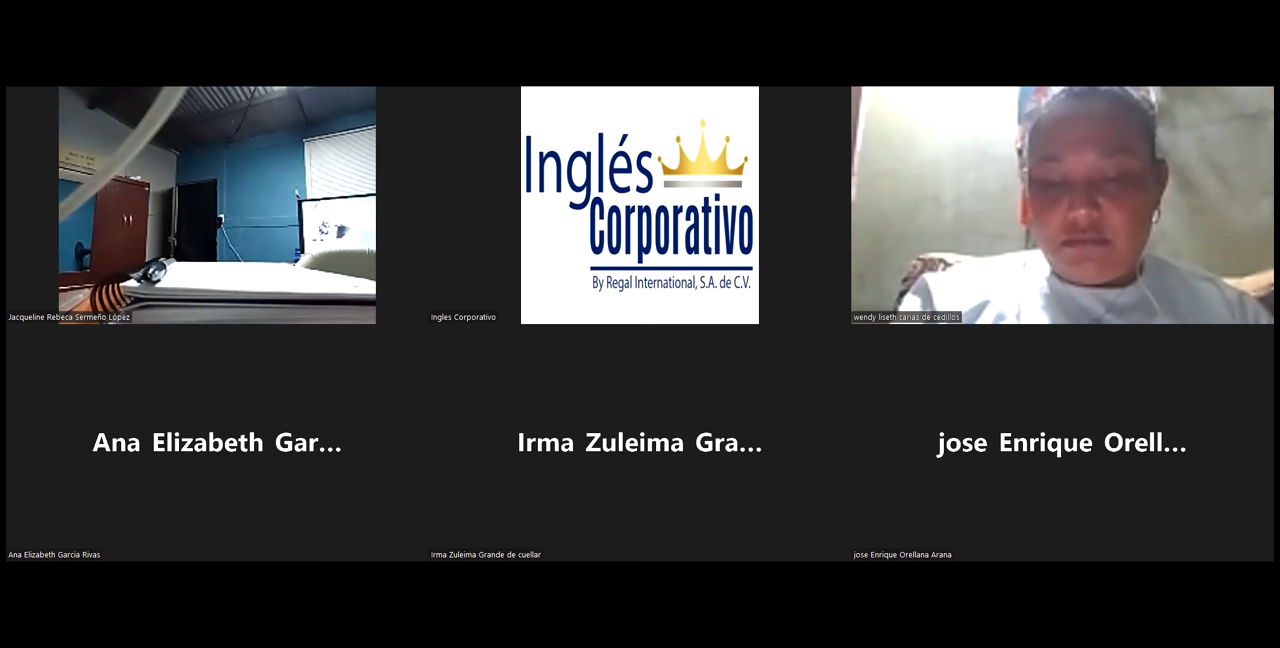 Inglés
Corporativo
By Regal International, S.A. de C.V.
Jacqueline Rebeca Sermeño López
Ingles Corporativo
wendy liseth carias de cedillos
Ana Elizabeth Gar...
Irma Zuleima Gra...
jose Enrique Orell...
Ana Elizabeth Garcia Rivas
Irma Zuleima Grande de cuellar
jose Enrique Orellana Arana